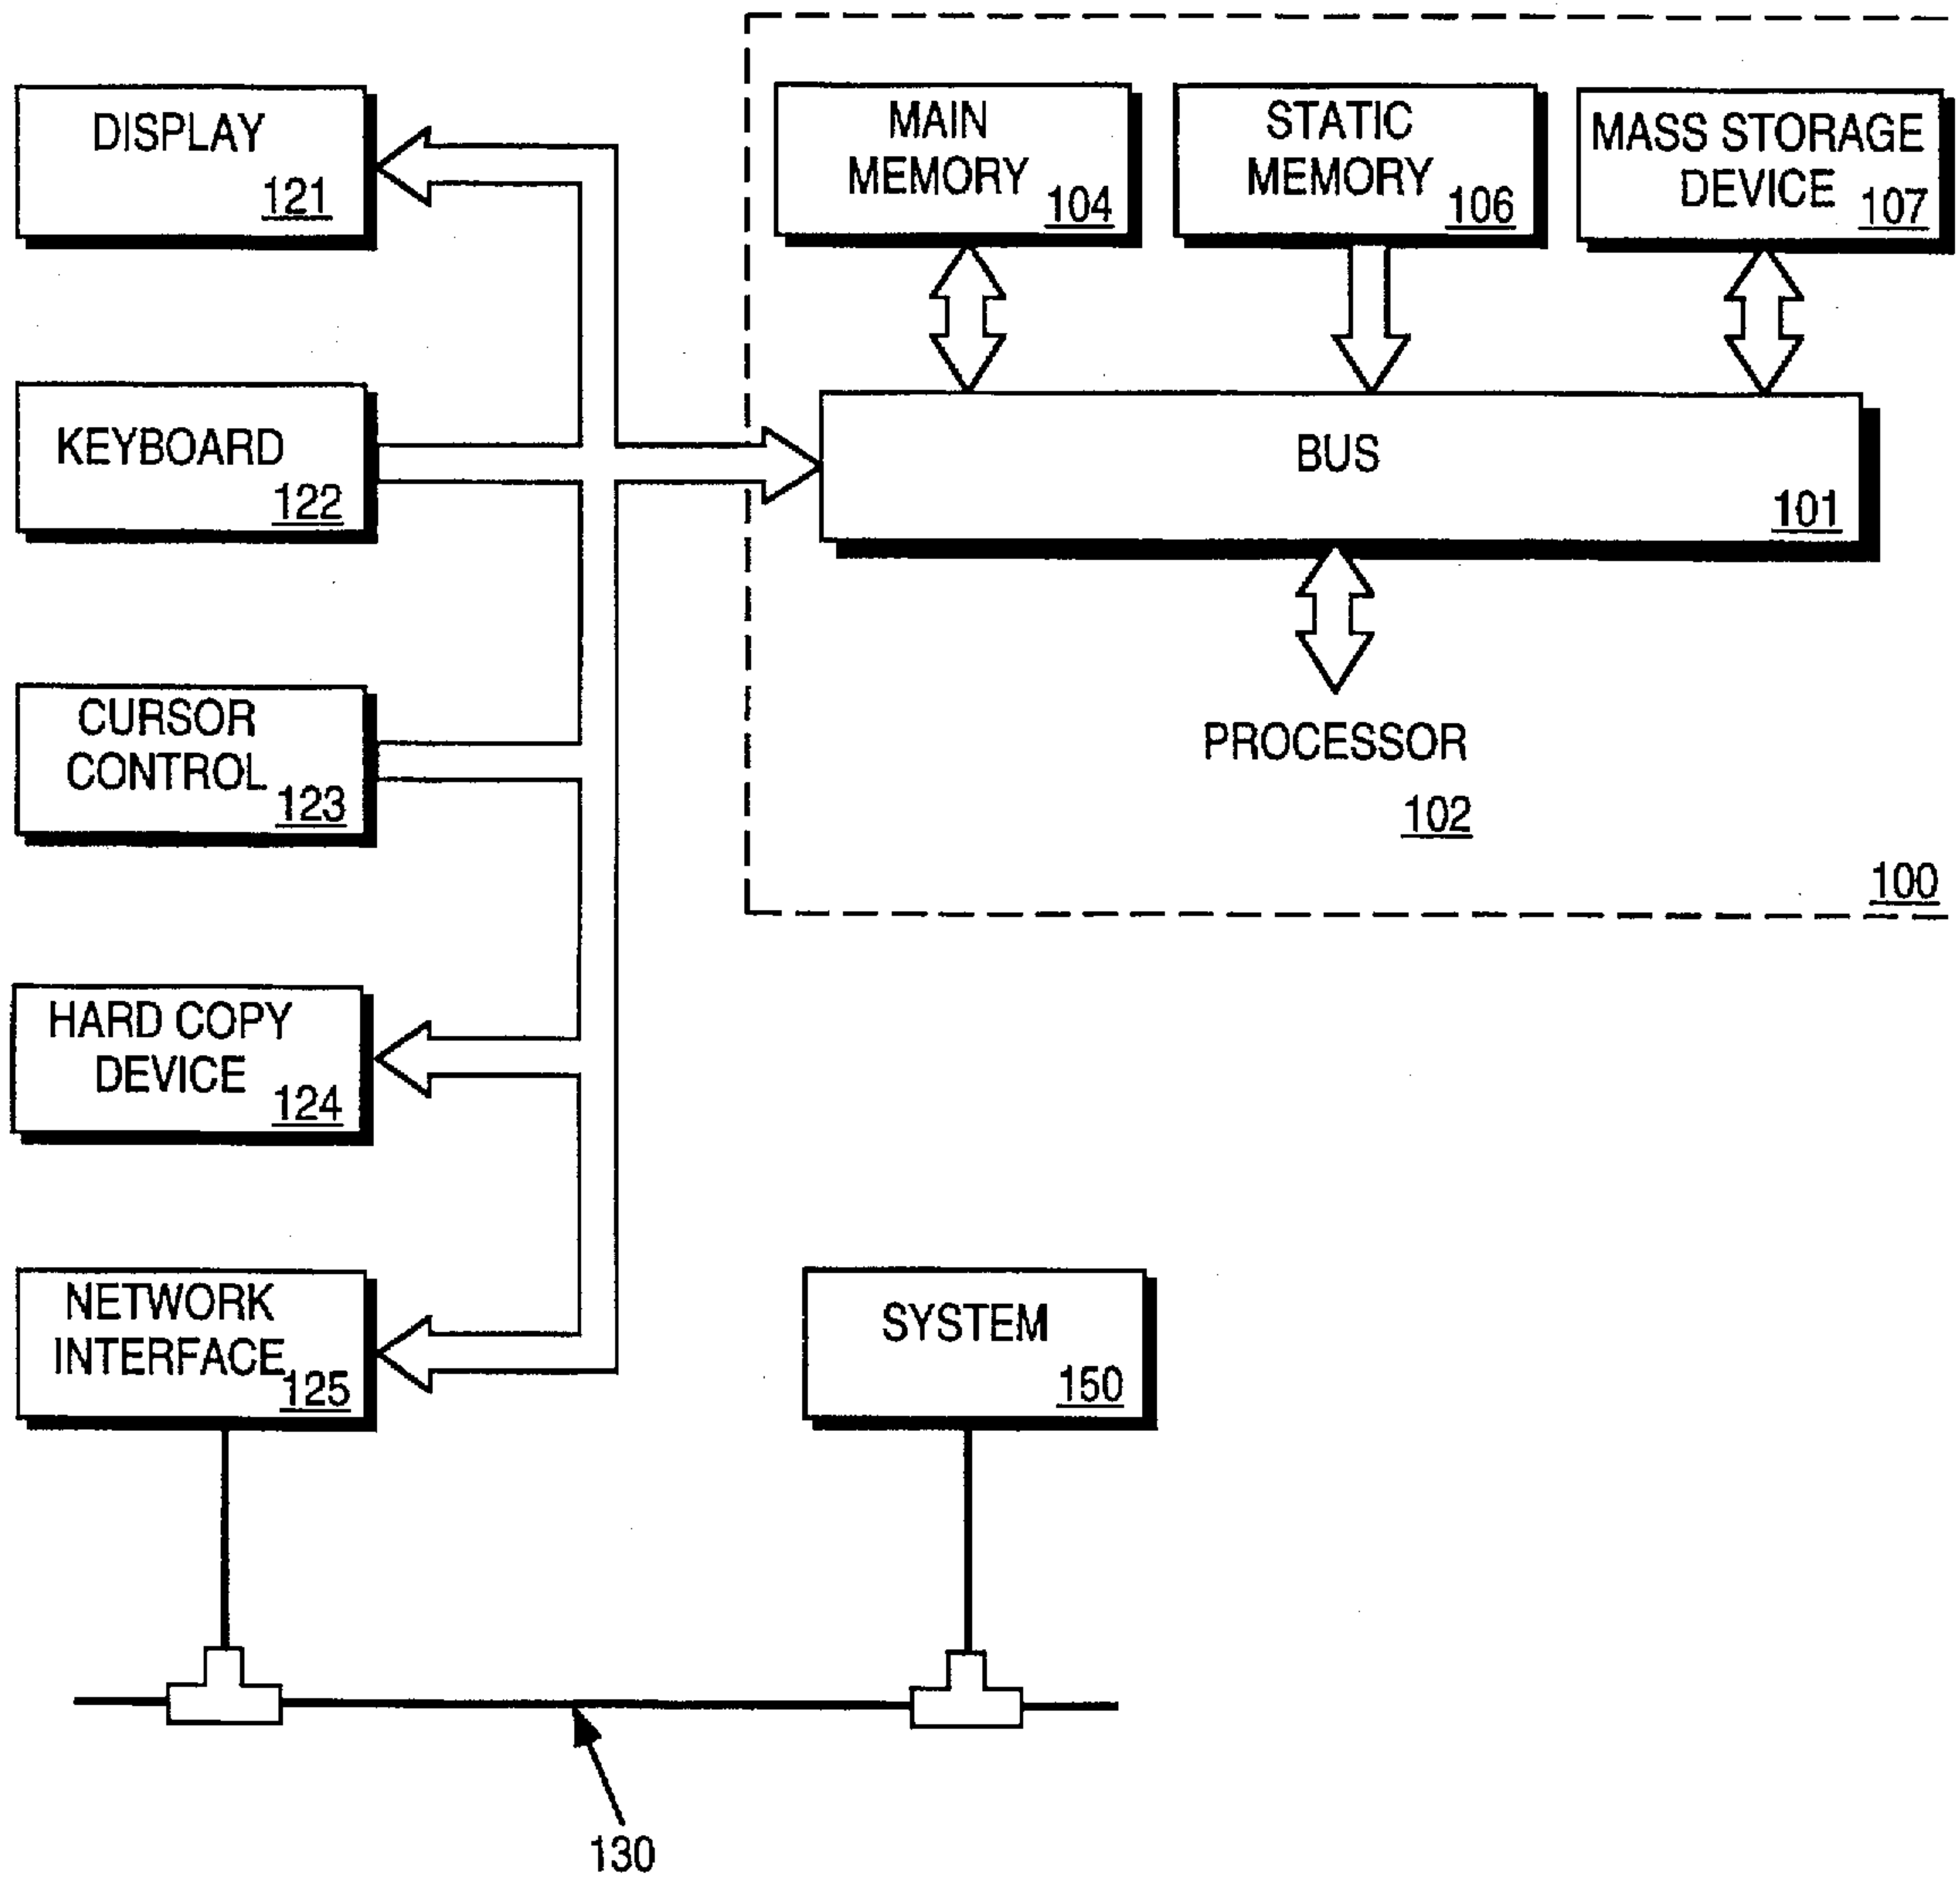 DISPLAY
121
KEYBOARD
122
CURSOR
CONTROL
123
HARD COPY
DEVICE
124
NETWORK
INTERFACE
125
MAIN
MEMORY
104
STATIC
MEMORY
106
MASS STORAGE
DEVICE
107
BUS
101
PROCESSOR
102
100
SYSTEM
150
130